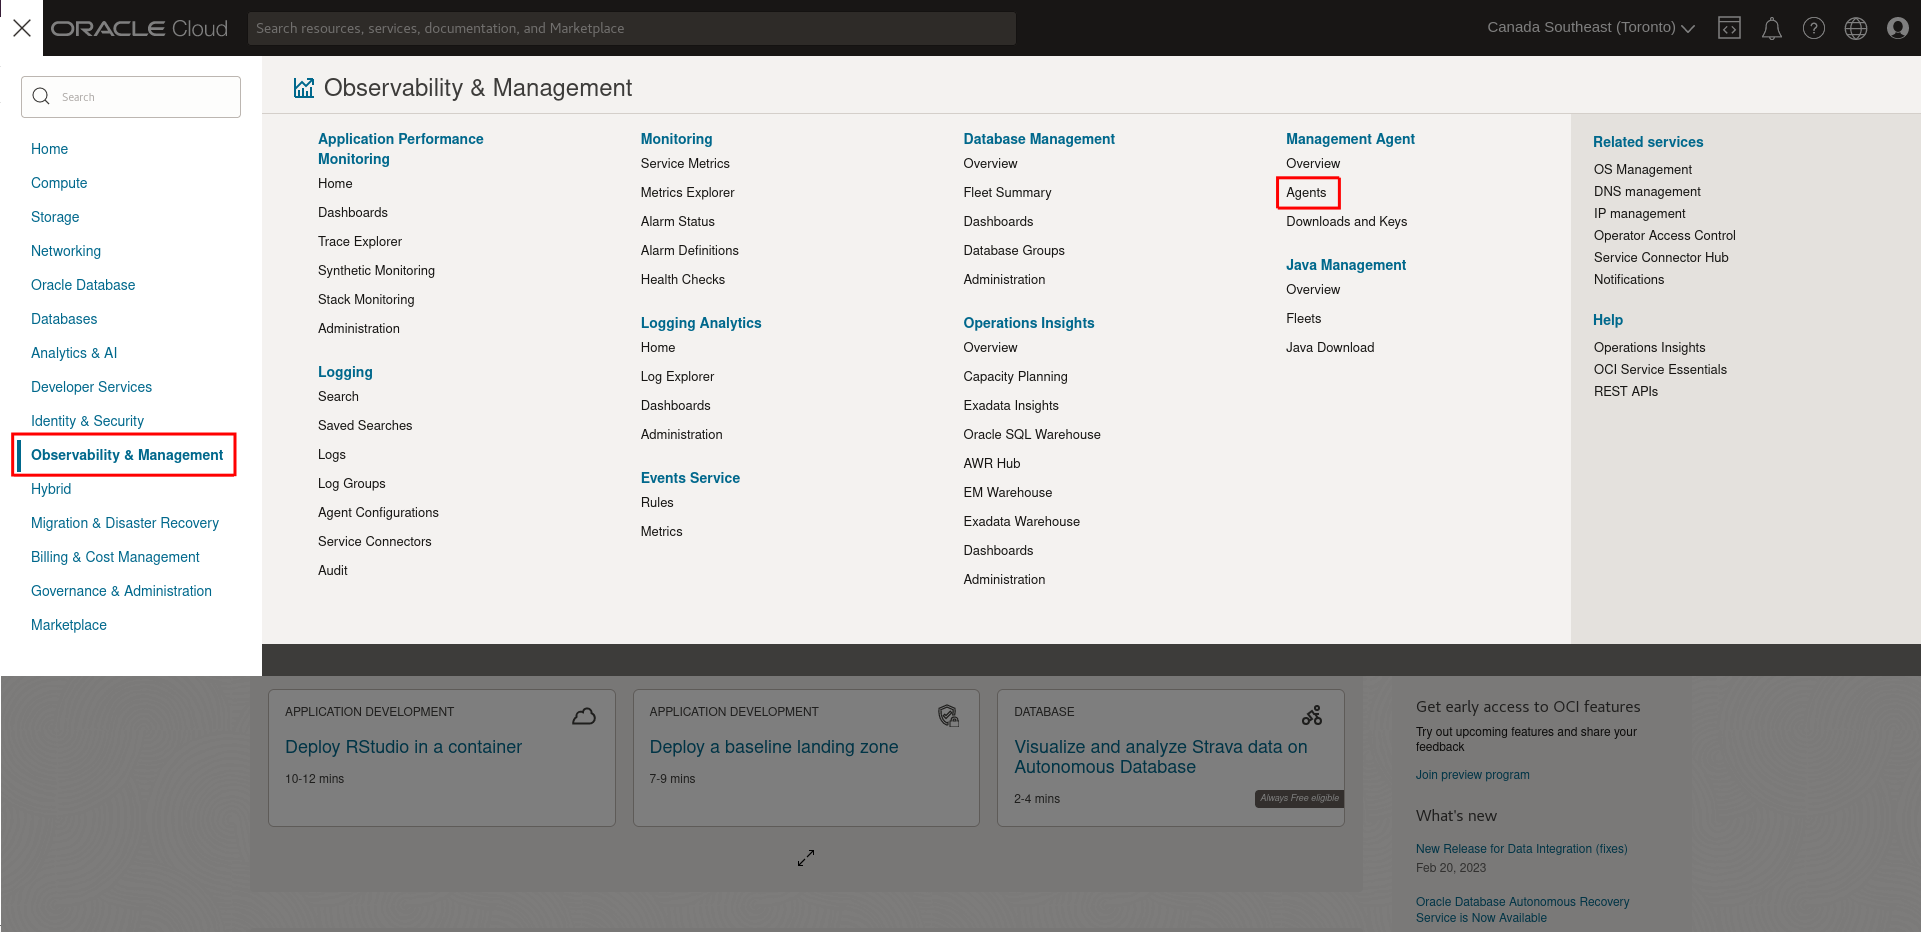 ORACLE Cloud
Search resources, services, documentation, and Marketplace
Canada Southeast (Toronto)
Search
Home
Compute
Storage
Networking
Oracle Database
Databases
Analytics & AI
Developer Services
Identity & Security
Observability & Management
Hybrid
Migration & Disaster Recovery
Billing & Cost Management
Governance & Administration
Marketplace
Observability & Management
Application Performance
Monitoring
Home
Dashboards
Trace Explorer
Synthetic Monitoring
Stack Monitoring
Administration
Logging
Search
Saved Searches
Logs
Log Groups
Agent Configurations
Service Connectors
Audit
Monitoring
Service Metrics
Metrics Explorer
Alarm Status
Alarm Definitions
Health Checks
Logging Analytics
Home
Log Explorer
Dashboards
Administration
Events Service
Rules
Metrics
Database Management
Overview
Fleet Summary
Dashboards
Database Groups
Administration
Operations Insights
Overview
Capacity Planning
Exadata Insights
Oracle SQL Warehouse
AWR Hub
EM Warehouse
Exadata Warehouse
Dashboards
Administration
Management Agent
Overview
Agents
Downloads and Keys
Java Management
Overview
Fleets
Java Download
Related services
OS Management
DNS management
IP management
Operator Access Control
Service Connector Hub
Notifications
Help
Operations Insights
OCI Service Essentials
REST APIs
APPLICATION DEVELOPMENT
Deploy RStudio in a container
10-12 mins
APPLICATION DEVELOPMENT
Deploy a baseline landing zone
7-9 mins
DATABASE
Visualize and analyze Strava data on
Autonomous Database
2-4 mins
Always Free eligible
Get early access to OCI features
Try out upcoming features and share your
feedback
Join preview program
What's new
New Release for Data Integration (fixes)
Feb 20, 2023
Oracle Database Autonomous Recovery
Service is Now Available